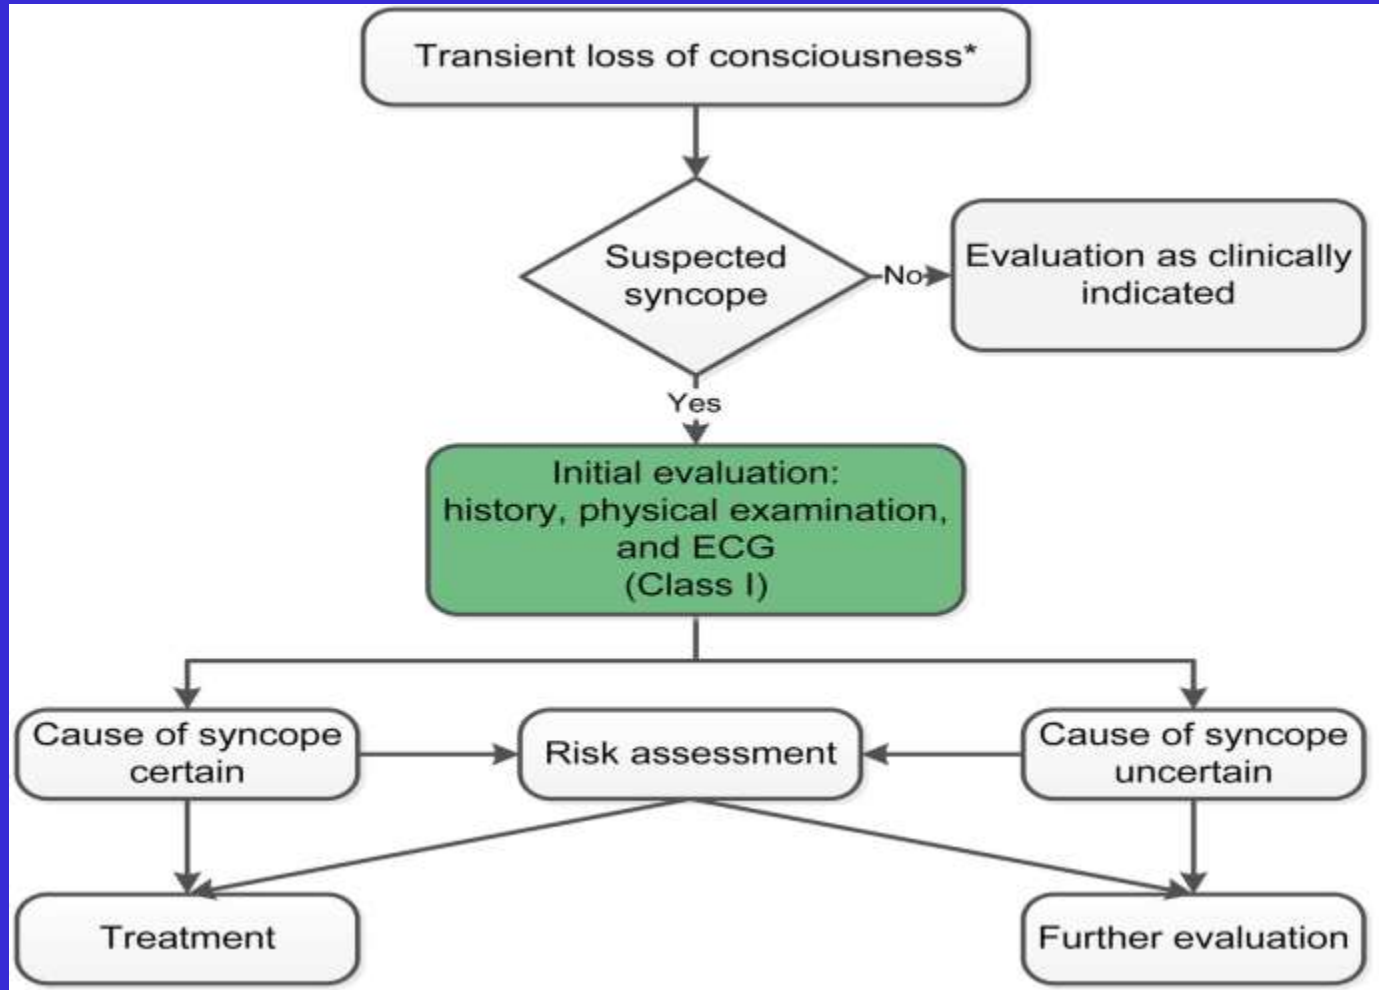 Transient loss of consciousness*
Suspected
syncope
No
Evaluation as clinically
indicated
Yes
Initial evaluation:
history, physical examination,
and ECG
(Class I)
Cause of syncope
certain
Risk assessment
Cause of syncope
uncertain
Treatment
Further evaluation